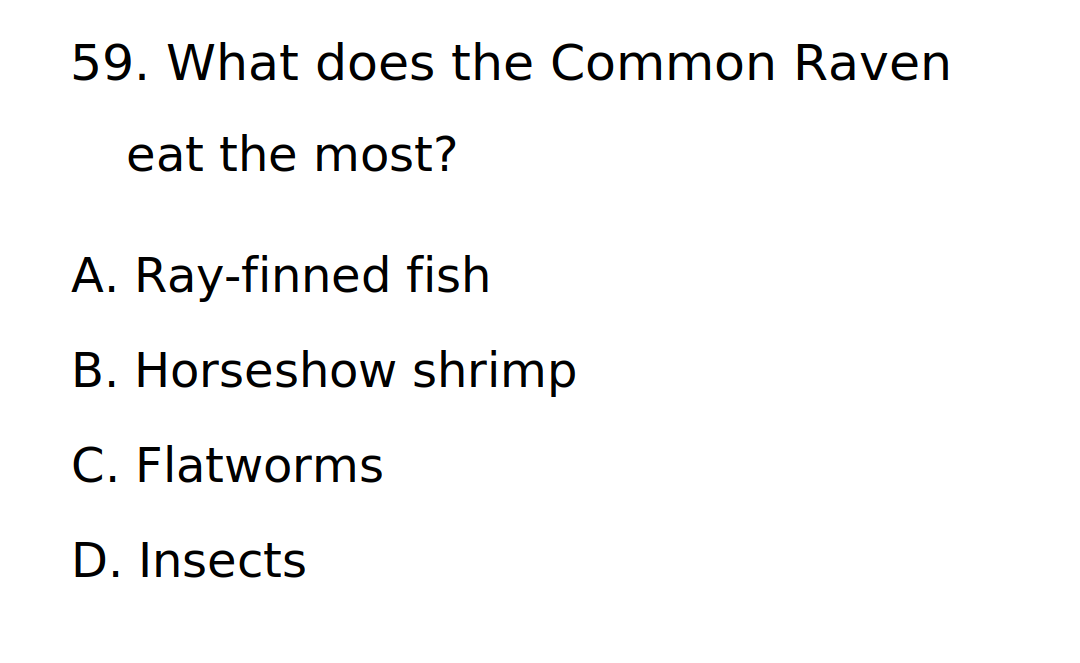 59. What does the Common Raven
eat the most?
A. Ray-finned fish
B. Horseshow shrimp
C. Flatworms
D. Insects